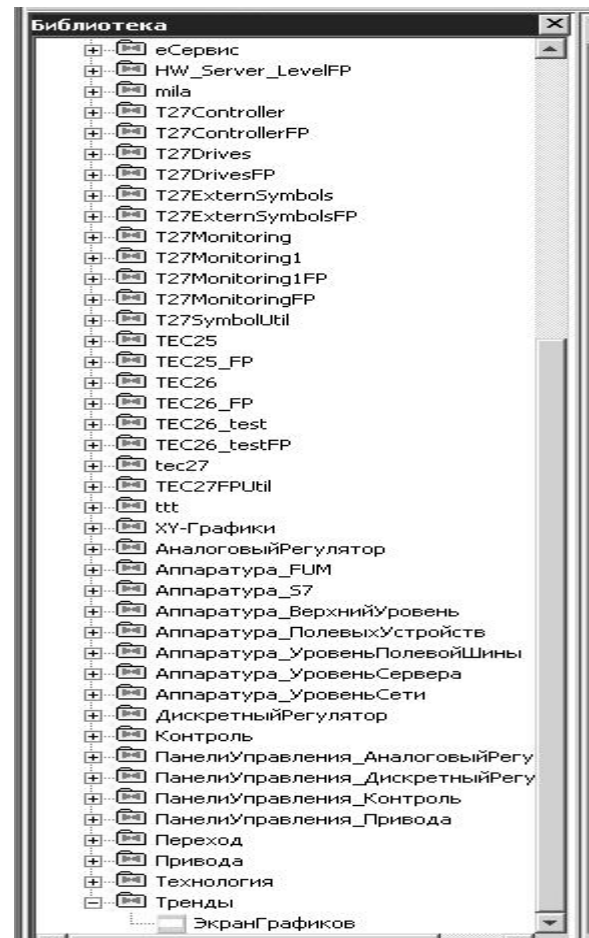 Библиотека
еСервис
HW_Server_LevelFP
mila
T27Controller
T27ControllerFP
T27Drives
T27DrivesFP
T27ExternSymbols
T27ExternSymbolsFP
T27Monitoring
T27Monitoring1
T27Monitoring1FP
T27MonitoringFP
T27SymbolUtil
TEC25
TEC25_FP
TEC26
TEC26_FP
TEC26_test
TEC26_testFP
tec27
TEC27FPUtil
ttt
XY-Графики
АналоговыйРегулятор
Аппаратура_FUM
Аппаратура_S7
Аппаратура_ВерхнийУровень
Аппаратура_ПолевыхУстройств
Аппаратура_УровеньПолевойШины
Аппаратура_УровеньСервера
Аппаратура_УровеньСети
ДискретныйРегулятор
Контроль
ПанелиУправления_АналоговыйРегу
ПанелиУправления_ДискретныйРегу
ПанелиУправления_Контроль
ПанелиУправления_Привода
Переход
Привода
Технология
Тренды
ЭкранГрафиков